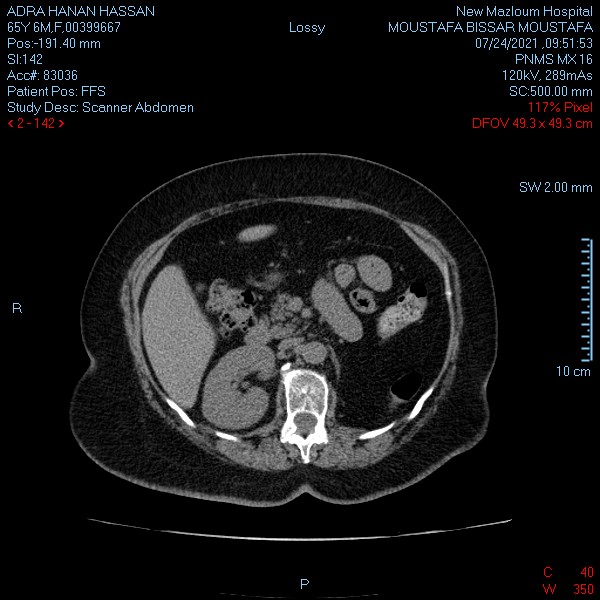 ADRA HANAN HASSAN
65Y 6M,F,00399667
Pos:-191.40 mm
SI:142
Acc#: 83036
Patient Pos: FFS
Study Desc: Scanner Abdomen
< 2 - 142 >
Lossy
New Mazloum Hospital
MOUSTAFA BISSAR MOUSTAFA
07/24/2021 ,09:51:53
PNMS MX 16
120kV, 289mAs
SC:500.00 mm
117% Pixel
DFOV 49.3 x 49.3 cm
SW 2.00 mm
R
10 cm
P
C 40
W 350